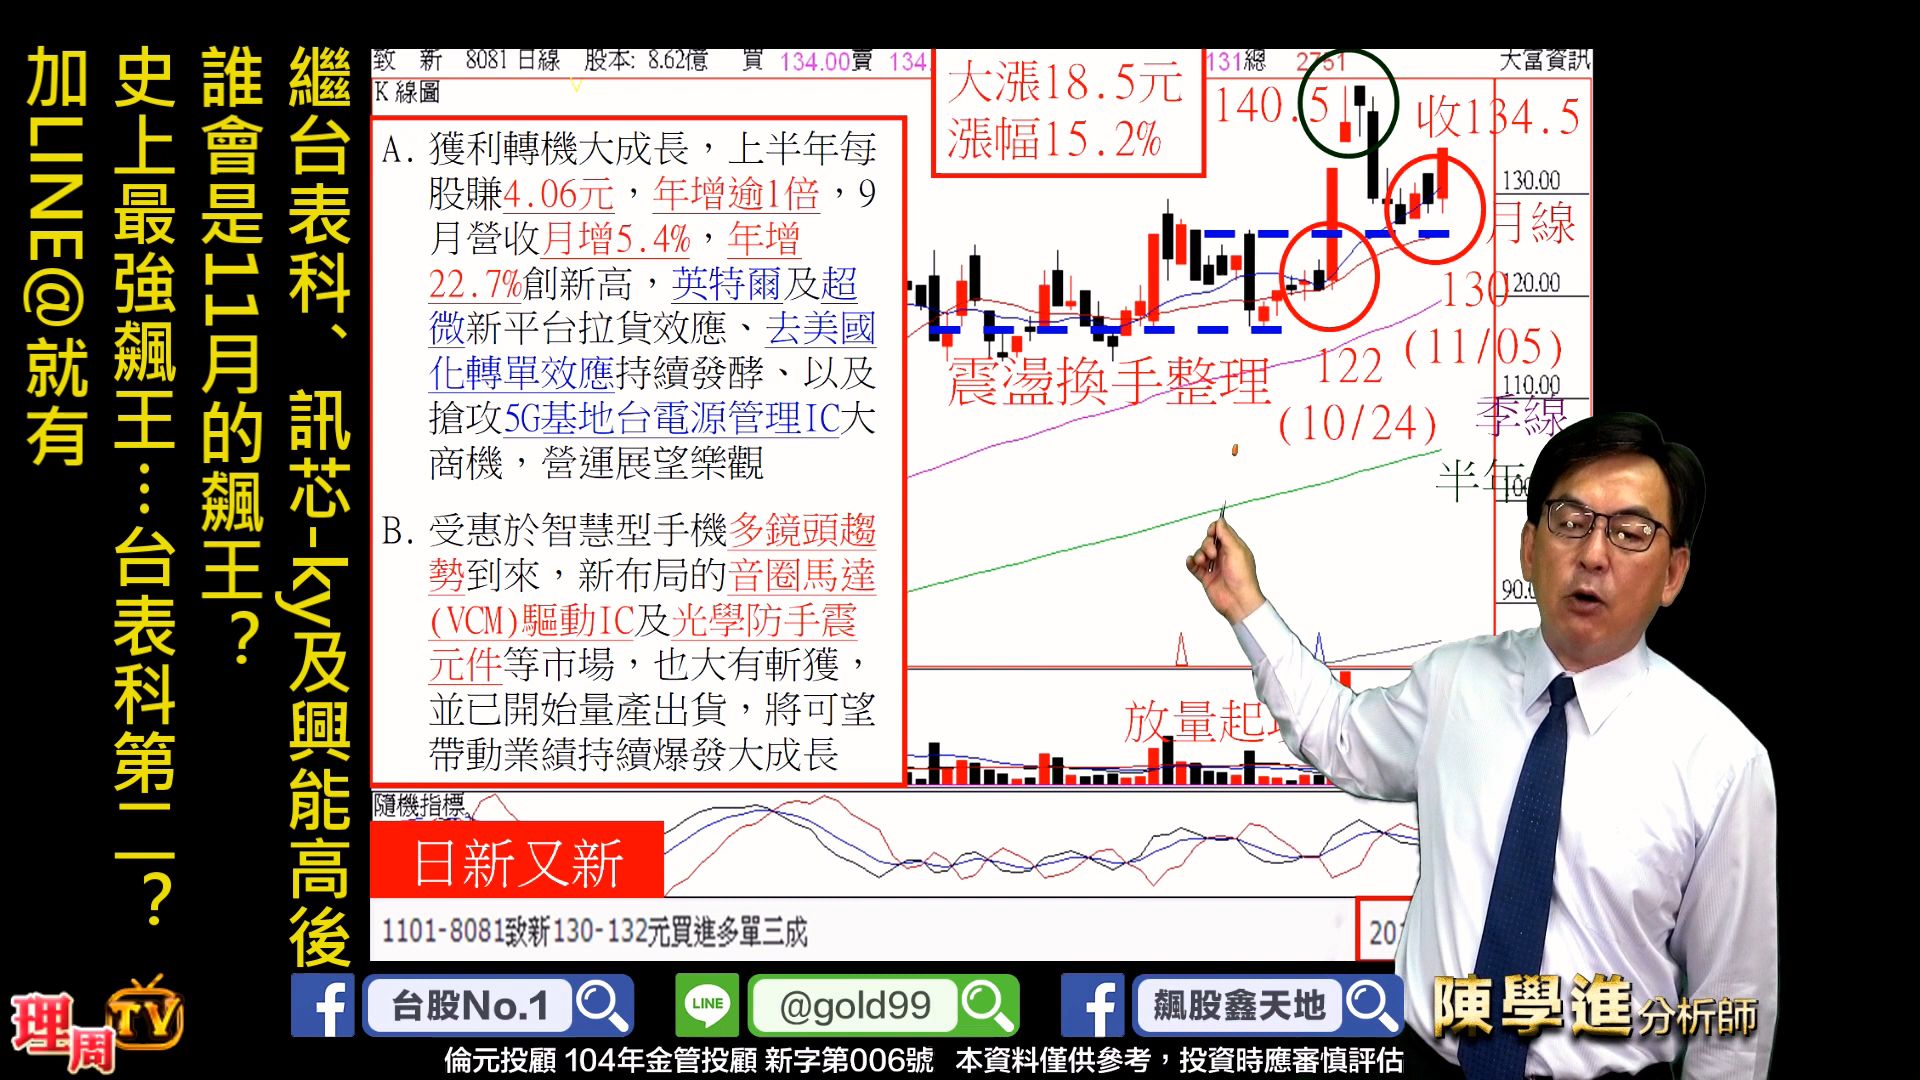 繼台表科、訊芯-ky及興能高後
誰會是11月的飆王?
史上最強飆王…台表科第二?
加LINE@就有
致 新 8081 日線 股本: 8.62億 買 134.00賣 134. 131總 2751 大富資訊
K 線圖
A. 獲利轉機大成長，上半年每
股賺4.06元，年增逾1倍，9
月營收月增5.4%，年增
22.7%創新高，英特爾及超
微新平台拉貨效應、去美國
化轉單效應持續發酵、以及
搶攻5G基地台電源管理IC大
商機，營運展望樂觀
B. 受惠於智慧型手機多鏡頭趨
勢到來，新布局的音圈馬達
(VCM)驅動IC及光學防手震
元件等市場，也大有斬獲，
並已開始量產出貨，將可望
帶動業績持續爆發大成長
大漲18.5元
漲幅15.2%
140.5
收134.5
130.00
月線
120.00
130
(11/05)
122
(10/24)
震盪換手整理
110.00
季線
半年
放量起
隨機指標
日新又新
1101-8081致新130-132元買進多單三成
201
理周TV
台股No.1
LINE
@gold99
飆股鑫天地
陳學進分析師
倫元投顧 104年金管投顧 新字第006號 本資料僅供參考，投資時應審慎評估